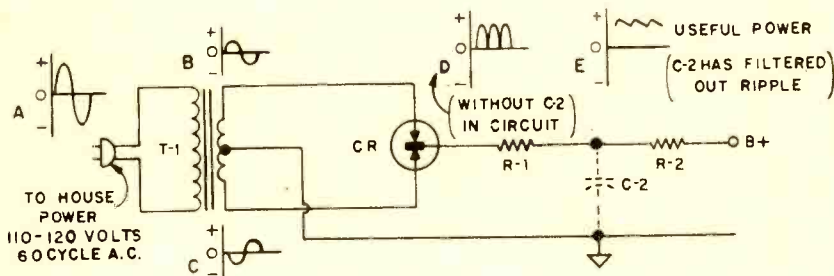 A
+
O
−
B
+
O
−
C
+
O
−
D
+
O
−
E
+
O
−
USEFUL POWER
(C-2 HAS FILTERED
OUT RIPPLE)
(WITHOUT C-2
IN CIRCUIT)
T-1
CR
R-1
R-2
B+
C-2
TO HOUSE
POWER
110-120 VOLTS
60 CYCLE A.C.